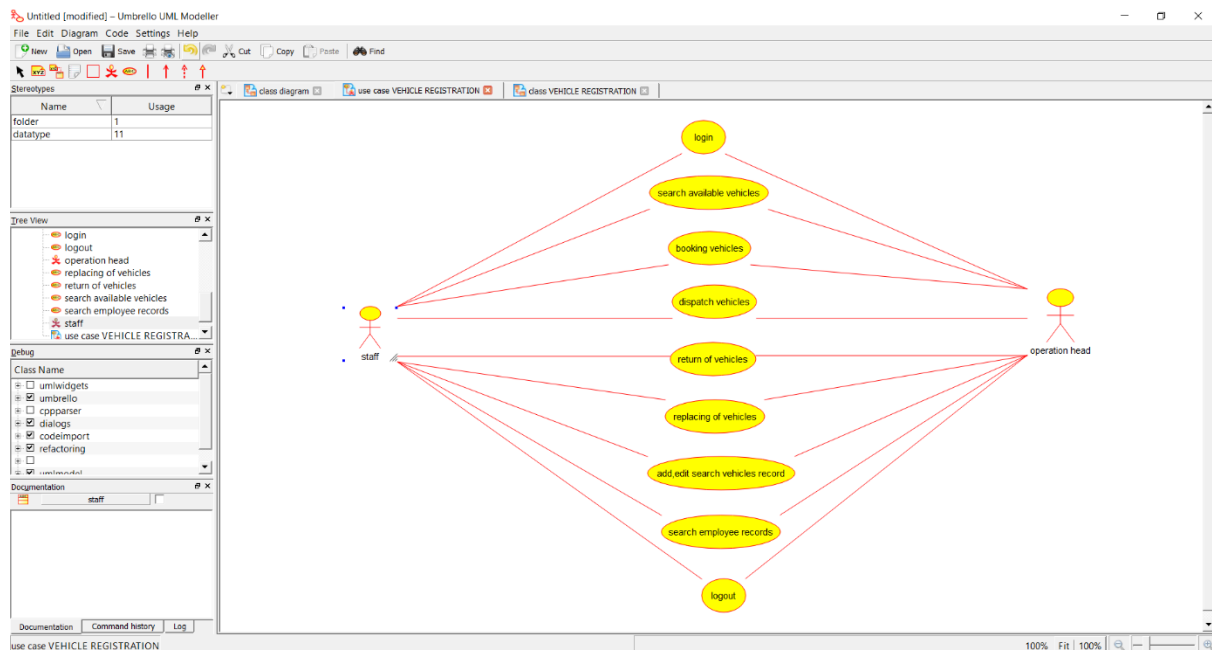 Untitled [modified] – Umbrello UML Modeller
File Edit Diagram Code Settings Help
New Open Save Cut Copy Paste Find
XYZ
Stereotypes
Name Usage
folder 1
datatype 11
Tree View
login
logout
operation head
replacing of vehicles
return of vehicles
search available vehicles
search employee records
staff
use case VEHICLE REGISTRA...
Debug
Class Name
umlwidgets
umbrello
cppparser
dialogs
codeimport
refactoring
umlmodel
Documentation
staff
Documentation Command history Log
use case VEHICLE REGISTRATION
class diagram use case VEHICLE REGISTRATION class VEHICLE REGISTRATION
login
search available vehicles
booking vehicles
dispatch vehicles
staff
operation head
return of vehicles
replacing of vehicles
add,edit search vehicles record
search employee records
logout
100% Fit 100%